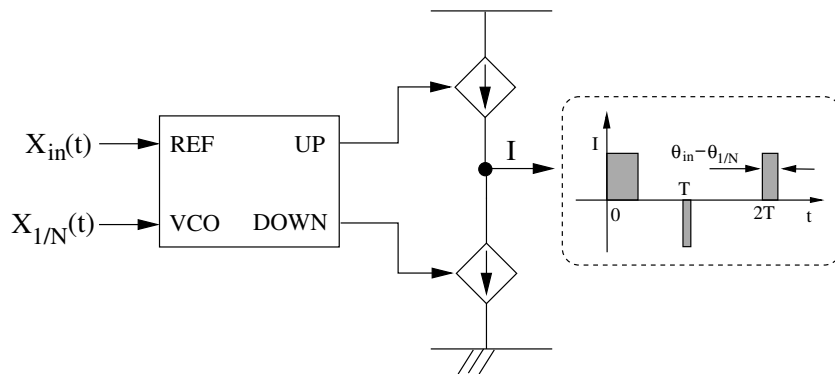 X_in(t)
REF
UP
X_1/N(t)
VCO
DOWN
I
I
θ_in−θ_1/N
T
0
2T
t